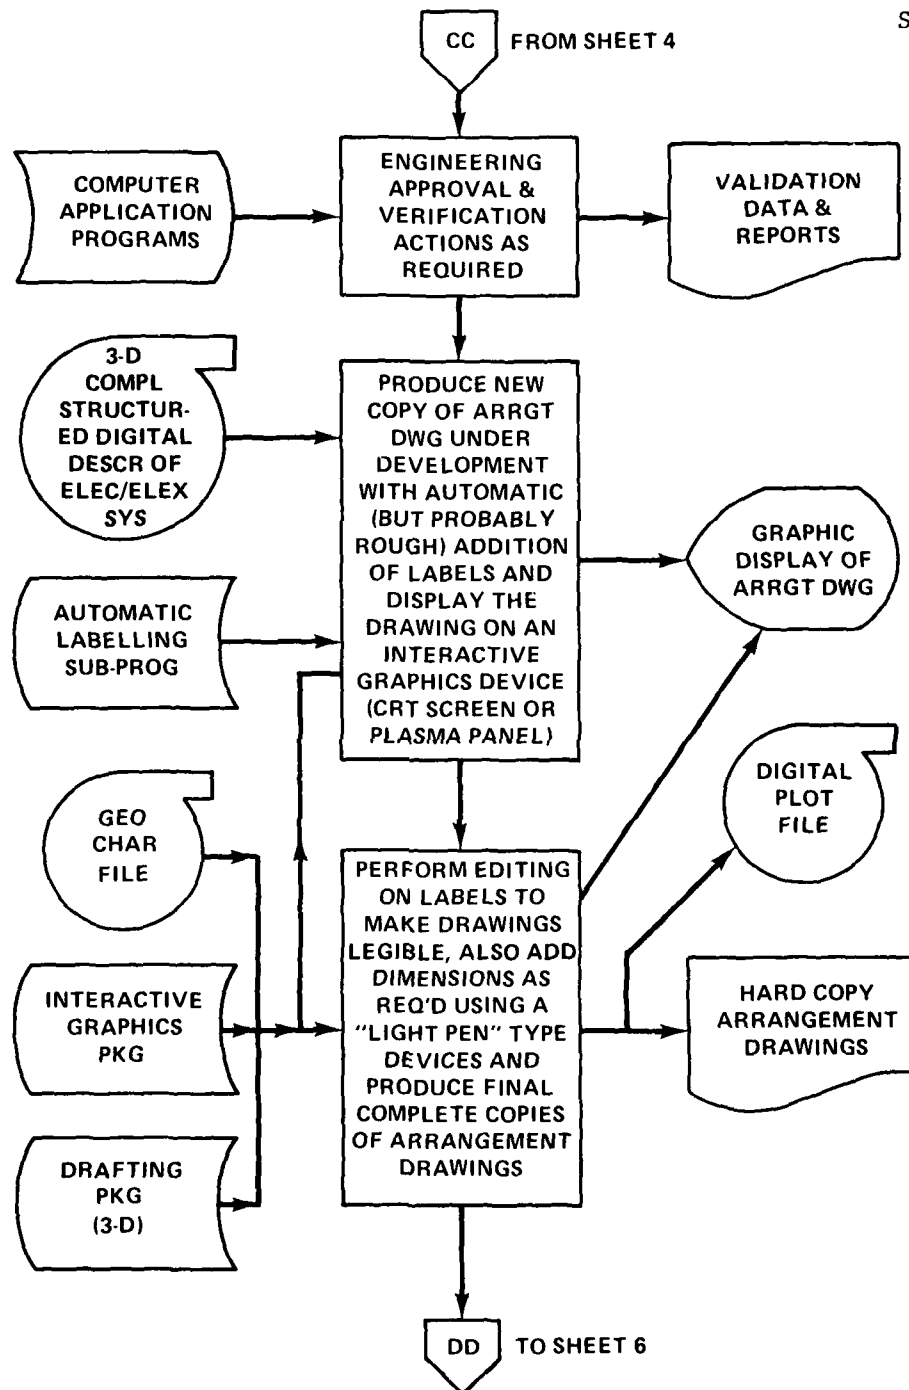 S
CC
FROM SHEET 4
COMPUTER
APPLICATION
PROGRAMS
ENGINEERING
APPROVAL &
VERIFICATION
ACTIONS AS
REQUIRED
VALIDATION
DATA &
REPORTS
3-D
COMPL
STRUCTUR-
ED DIGITAL
DESCR OF
ELEC/ELEX
SYS
PRODUCE NEW
COPY OF ARRGT
DWG UNDER
DEVELOPMENT
WITH AUTOMATIC
(BUT PROBABLY
ROUGH) ADDITION
OF LABELS AND
DISPLAY THE
DRAWING ON AN
INTERACTIVE
GRAPHICS DEVICE
(CRT SCREEN OR
PLASMA PANEL)
GRAPHIC
DISPLAY OF
ARRGT DWG
AUTOMATIC
LABELLING
SUB-PROG
GEO
CHAR
FILE
DIGITAL
PLOT
FILE
PERFORM EDITING
ON LABELS TO
MAKE DRAWINGS
LEGIBLE, ALSO ADD
DIMENSIONS AS
REQ'D USING A
"LIGHT PEN" TYPE
DEVICES AND
PRODUCE FINAL
COMPLETE COPIES
OF ARRANGEMENT
DRAWINGS
INTERACTIVE
GRAPHICS
PKG
HARD COPY
ARRANGEMENT
DRAWINGS
DRAFTING
PKG
(3-D)
DD
TO SHEET 6